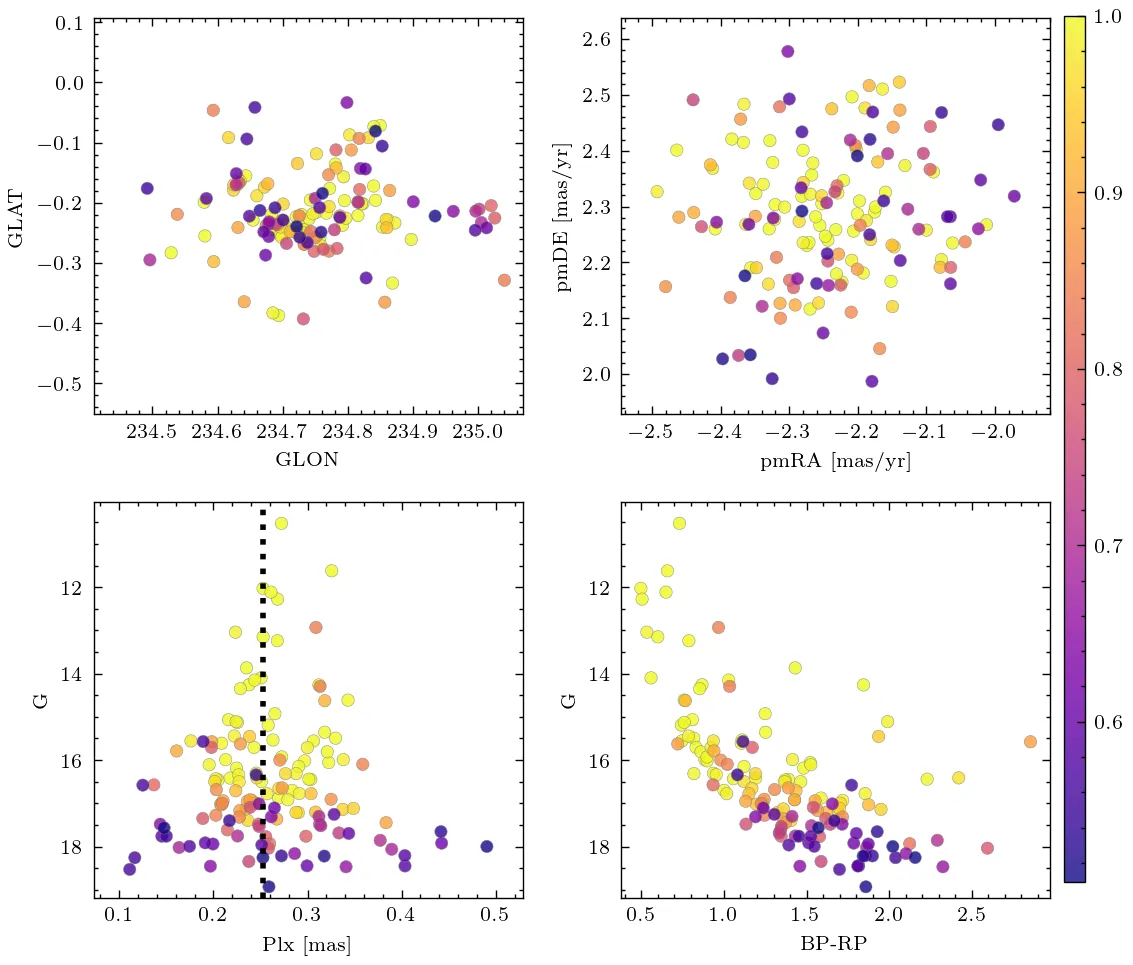 0.1
0.0
−0.1
−0.2
−0.3
−0.4
−0.5
GLAT
234.5 234.6 234.7 234.8 234.9 235.0
GLON
2.6
2.5
2.4
2.3
2.2
2.1
2.0
pmDE [mas/yr]
−2.5 −2.4 −2.3 −2.2 −2.1 −2.0
pmRA [mas/yr]
1.0
0.9
0.8
0.7
0.6
12
14
16
18
G
0.1 0.2 0.3 0.4 0.5
Plx [mas]
12
14
16
18
G
0.5 1.0 1.5 2.0 2.5
BP-RP